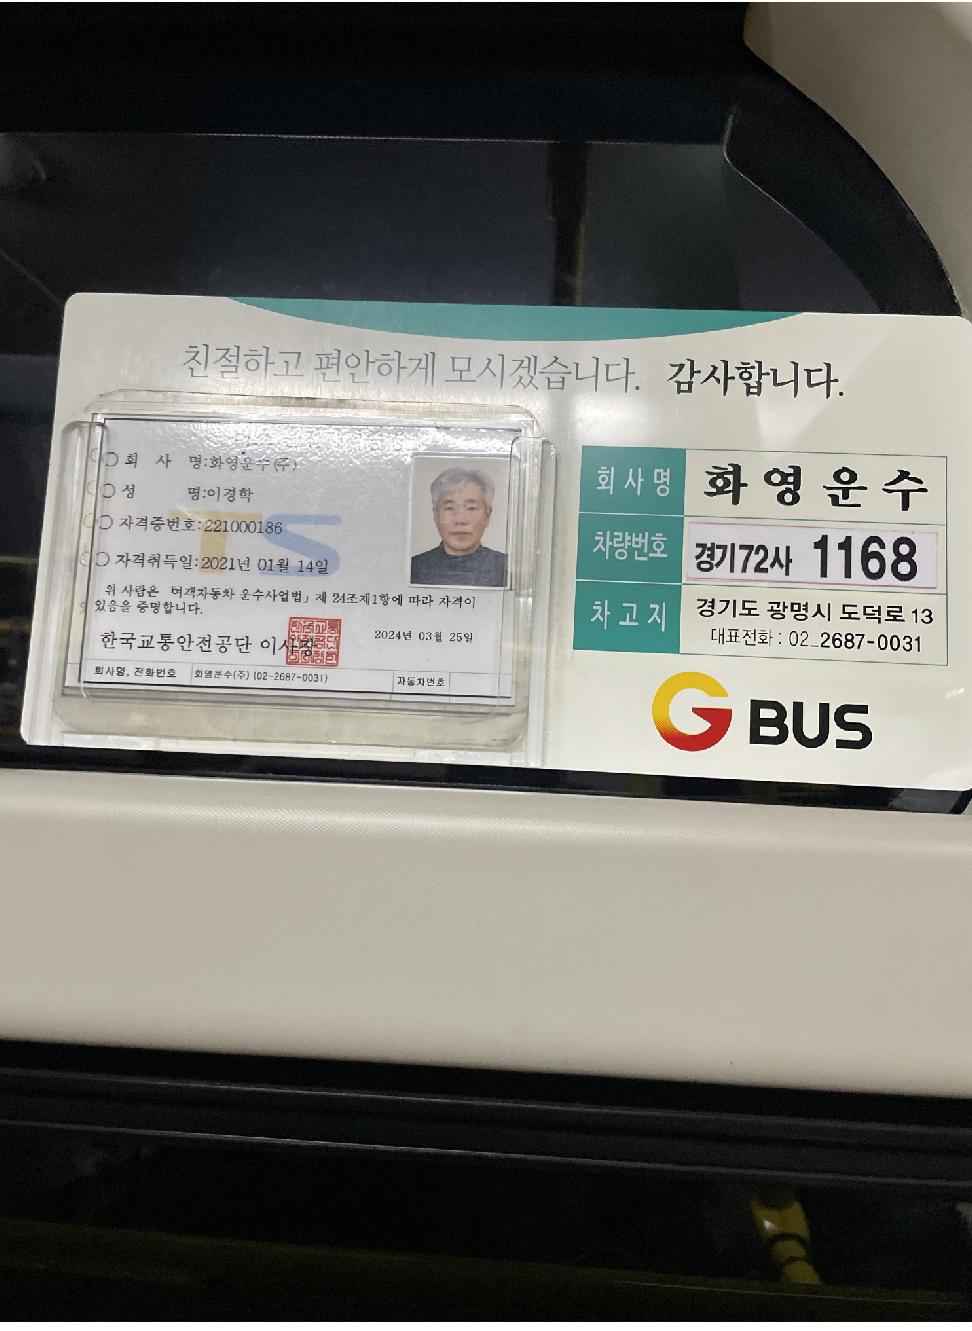 친절하고 편안하게 모시겠습니다. 감사합니다.
회 사 명:화영운수(주)
성 명:이경학
자격증번호:221000186
자격취득일:2021년 01월 14일
위 사람은 「여객자동차 운수사업법」 제 24조제1항에 따라 자격이
있음을 증명합니다.
2024년 03월 25일
한국교통안전공단 이사장
회사명, 전화번호 화영운수(주) (02-2687-0031) 자동차번호
TS
회 사 명 화 영 운 수
차량번호 경기72사 1168
차 고 지 경기도 광명시 도덕로 13
대표전화 : 02_2687-0031
G BUS